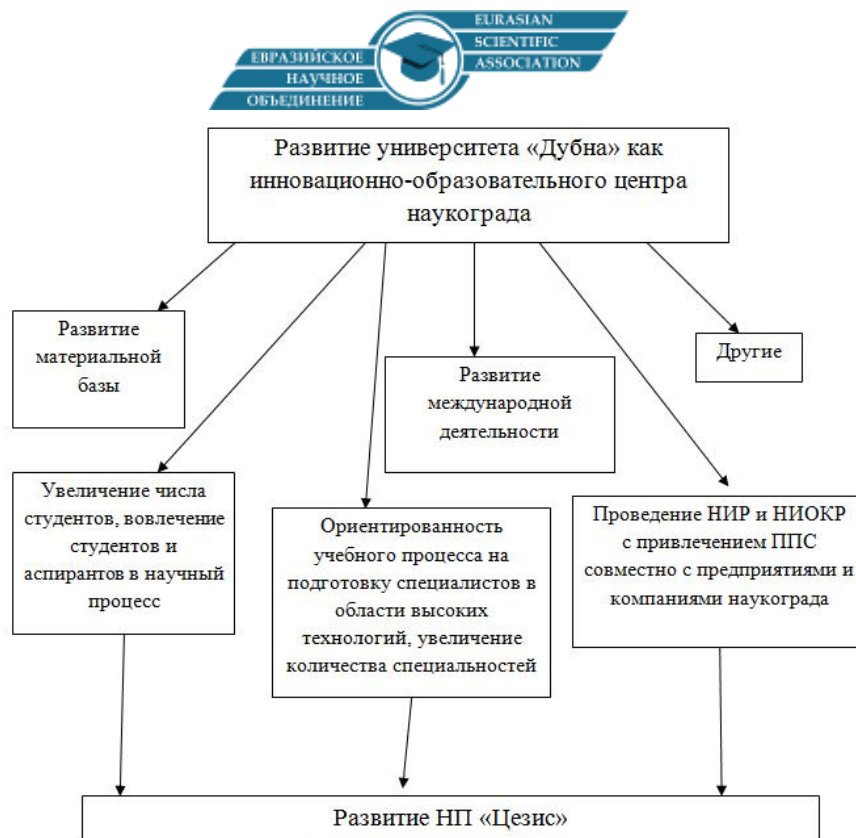 ЕВРАЗИЙСКОЕ
НАУЧНОЕ
ОБЪЕДИНЕНИЕ
EURASIAN
SCIENTIFIC
ASSOCIATION
Развитие университета «Дубна» как
инновационно-образовательного центра
наукограда
Развитие
материальной
базы
Развитие
международной
деятельности
Другие
Увеличение числа
студентов, вовлечение
студентов и
аспирантов в научный
процесс
Ориентированность
учебного процесса на
подготовку специалистов в
области высоких
технологий, увеличение
количества специальностей
Проведение НИР и НИОКР
с привлечением ППС
совместно с предприятиями и
компаниями наукограда
Развитие НП «Цезис»